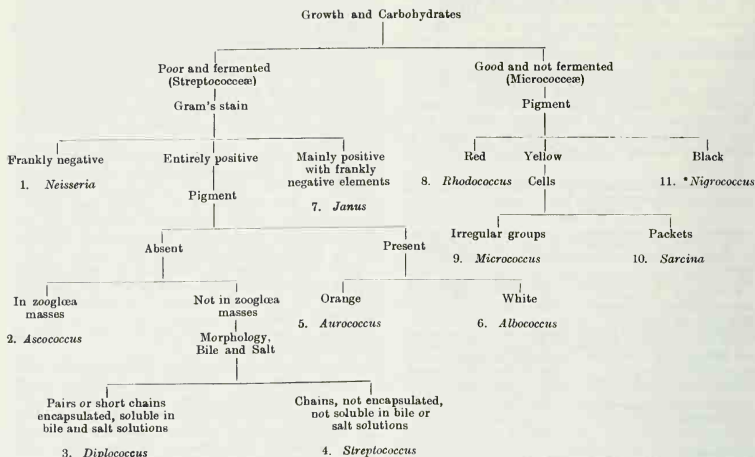 Growth and Carbohydrates
Poor and fermented
(Streptococceæ)
Good and not fermented
(Micrococceæ)
Gram's stain
Pigment
Frankly negative
1. Neisseria
Entirely positive
Pigment
Mainly positive
with frankly
negative elements
7. Janus
Red
8. Rhodococcus
Yellow
Cells
Black
11. *Nigrococcus
Absent
Present
Irregular groups
9. Micrococcus
Packets
10. Sarcina
In zooglœa
masses
2. Ascococcus
Not in zooglœa
masses
Morphology,
Bile and Salt
Orange
5. Aurococcus
White
6. Albococcus
Pairs or short chains
encapsulated, soluble in
bile and salt solutions
3. Diplococcus
Chains, not encapsulated,
not soluble in bile or
salt solutions
4. Streptococcus